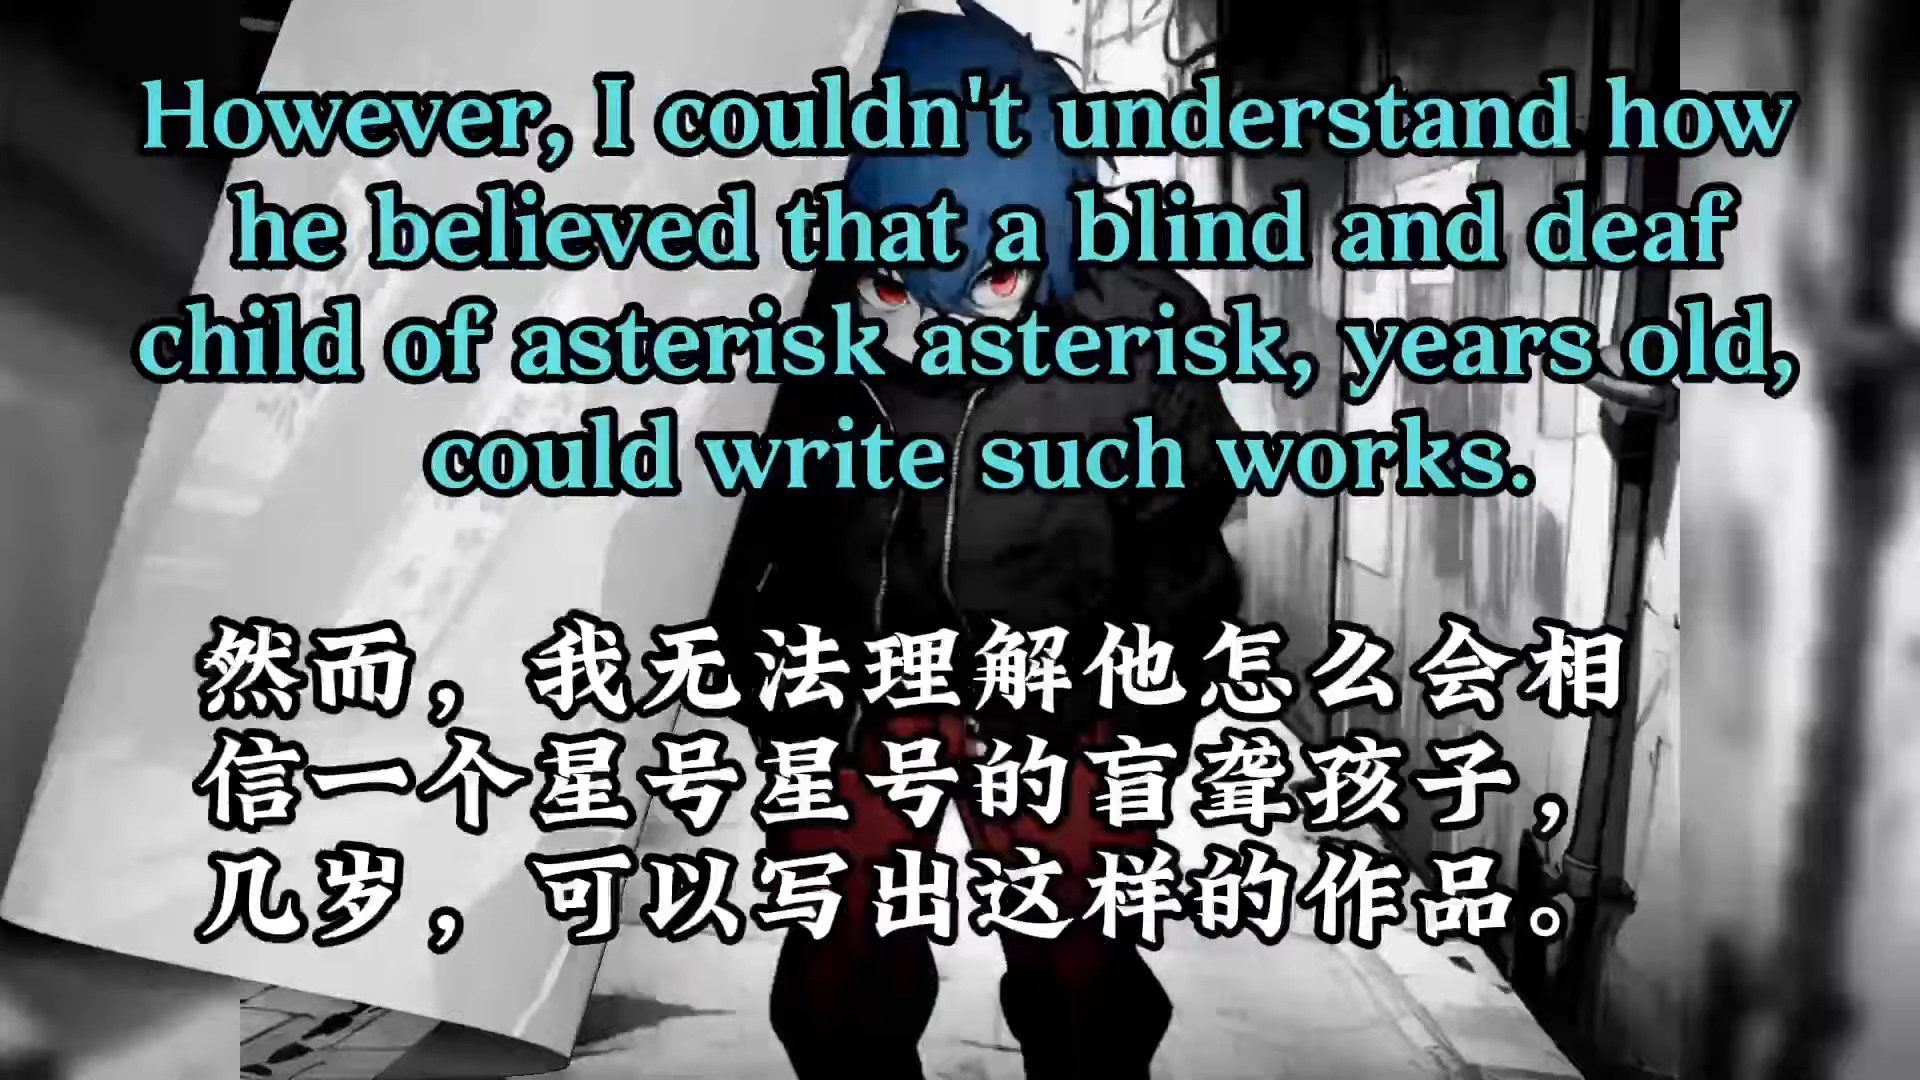 However, I couldn't understand how
he believed that a blind and deaf
child of asterisk asterisk, years old,
could write such works.
然而，我无法理解他怎么会相
信一个星号星号的盲聋孩子，
几岁，可以写出这样的作品。